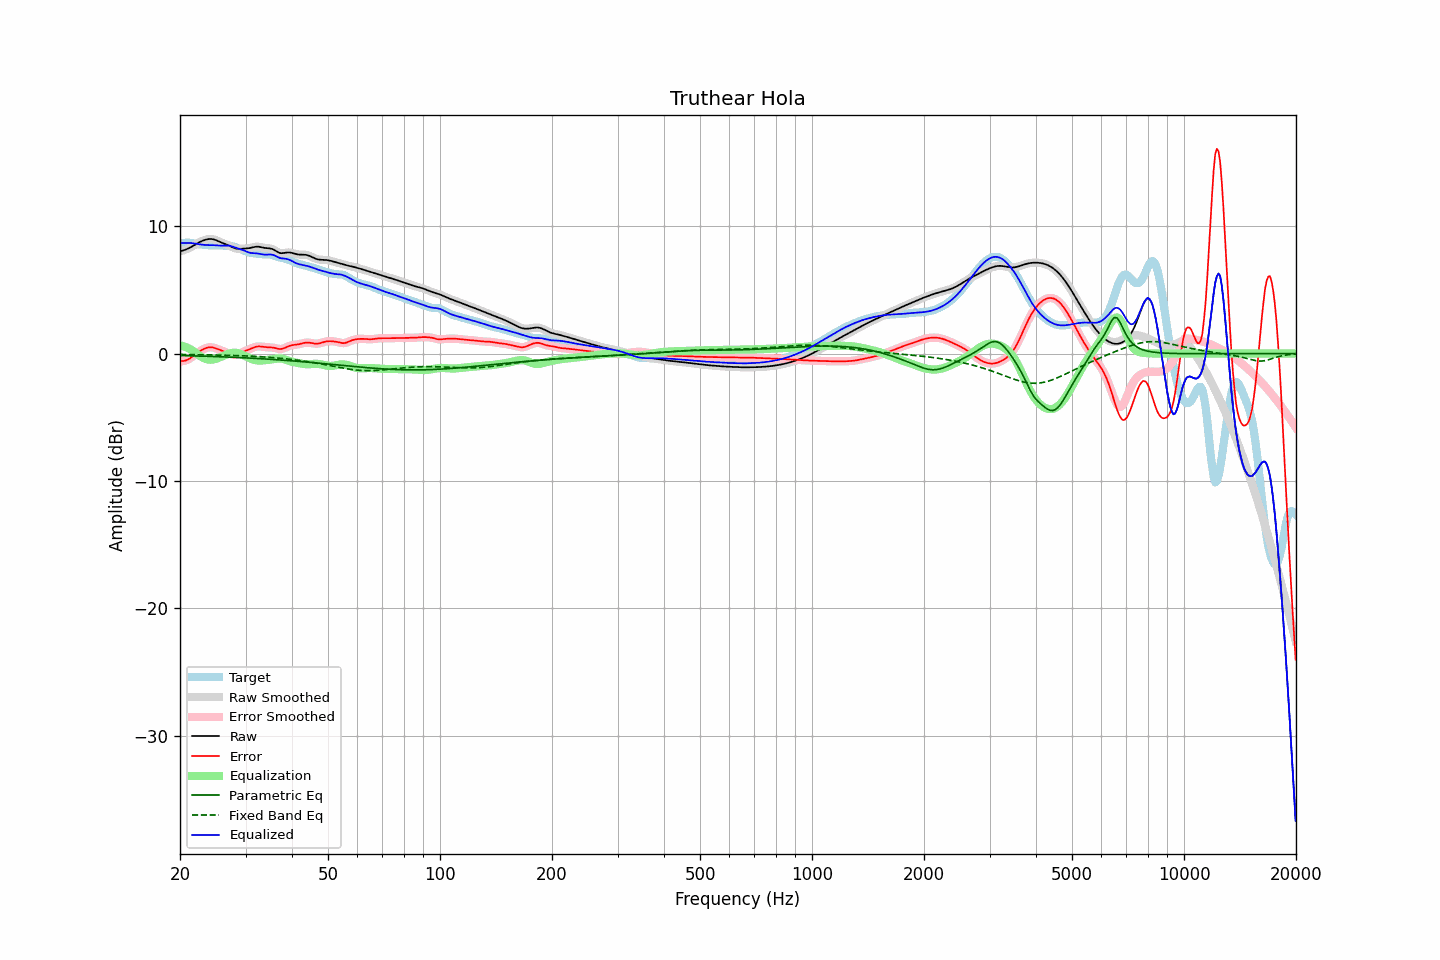 Truthear Hola
Amplitude (dBr)
10
0
−10
−20
−30
Target
Raw Smoothed
Error Smoothed
Raw
Error
Equalization
Parametric Eq
Fixed Band Eq
Equalized
20 50 100 200 500 1000 2000 5000 10000 20000
Frequency (Hz)